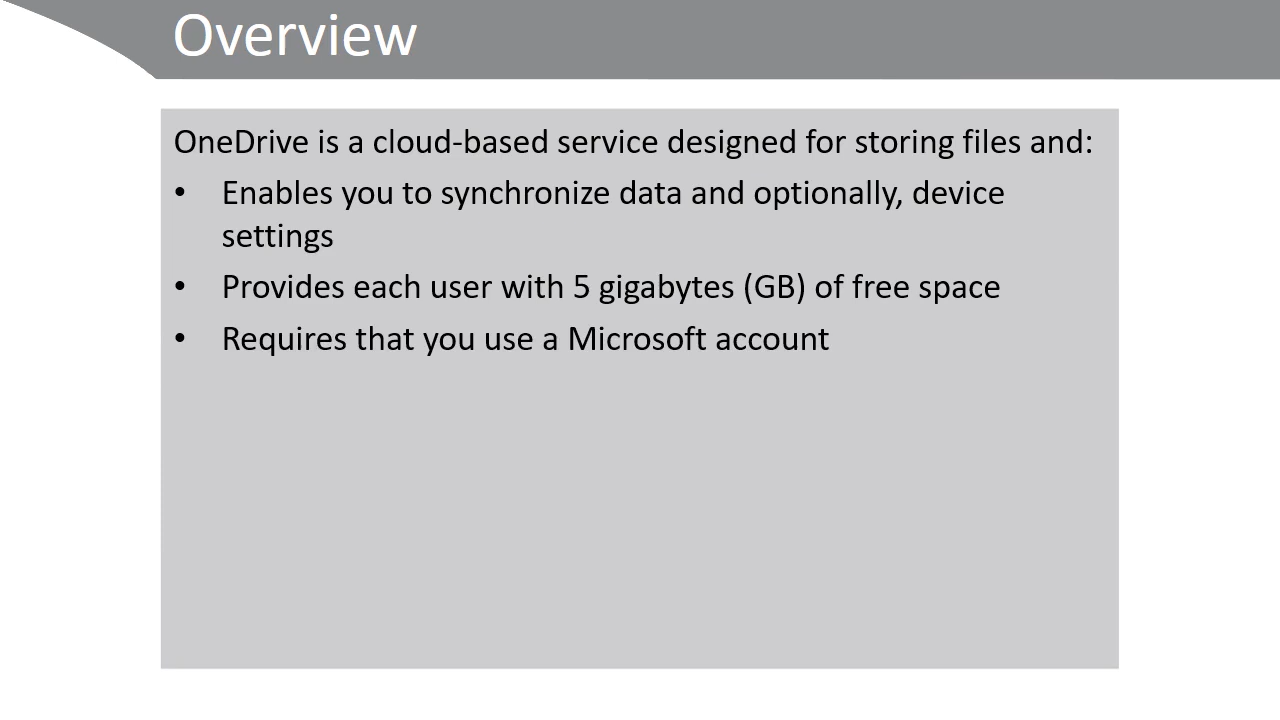 Overview
OneDrive is a cloud-based service designed for storing files and:
• Enables you to synchronize data and optionally, device
settings
• Provides each user with 5 gigabytes (GB) of free space
• Requires that you use a Microsoft account